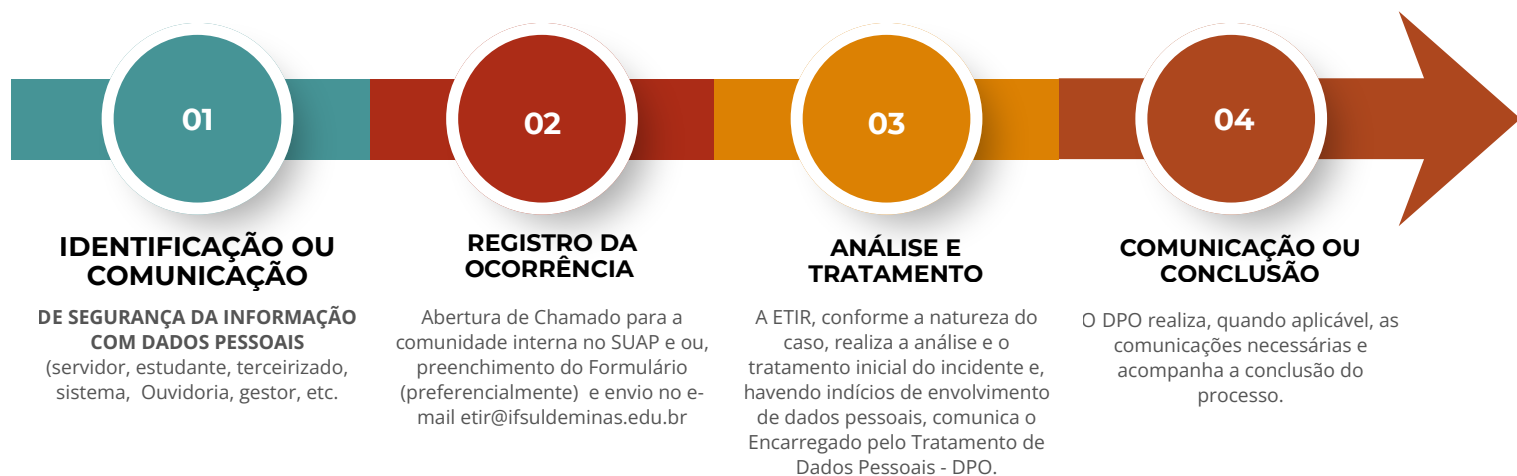 01
IDENTIFICAÇÃO OU
COMUNICAÇÃO
DE SEGURANÇA DA INFORMAÇÃO
COM DADOS PESSOAIS
(servidor, estudante, terceirizado,
sistema, Ouvidoria, gestor, etc.
02
REGISTRO DA
OCORRÊNCIA
Abertura de Chamado para a
comunidade interna no SUAP e ou,
preenchimento do Formulário
(preferencialmente) e envio no e-
mail etir@ifsuldeminas.edu.br
03
ANÁLISE E
TRATAMENTO
A ETIR, conforme a natureza do
caso, realiza a análise e o
tratamento inicial do incidente e,
havendo indícios de envolvimento
de dados pessoais, comunica o
Encarregado pelo Tratamento de
Dados Pessoais - DPO.
04
COMUNICAÇÃO OU
CONCLUSÃO
O DPO realiza, quando aplicável, as
comunicações necessárias e
acompanha a conclusão do
processo.